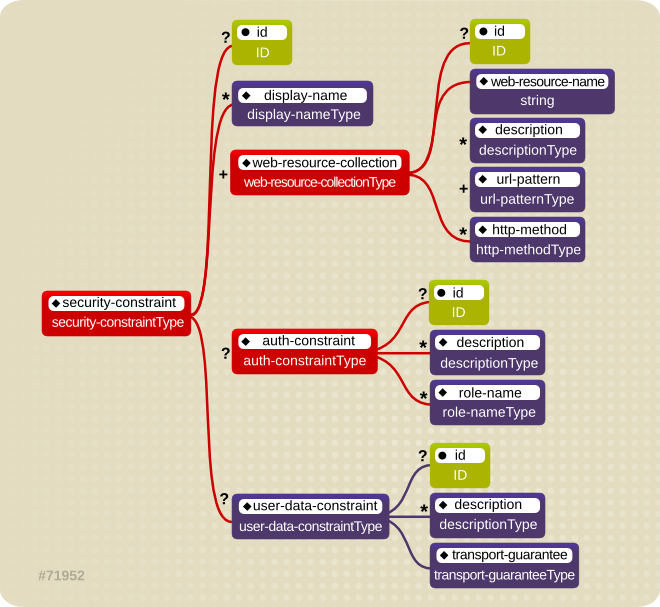 ? ● id
ID
* ◆ display-name
display-nameType
+ ◆ web-resource-collection
web-resource-collectionType
? ● id
ID
◆ web-resource-name
string
* ◆ description
descriptionType
+ ◆ url-pattern
url-patternType
* ◆ http-method
http-methodType
◆ security-constraint
security-constraintType
? ◆ auth-constraint
auth-constraintType
? ● id
ID
* ◆ description
descriptionType
* ◆ role-name
role-nameType
? ◆ user-data-constraint
user-data-constraintType
? ● id
ID
* ◆ description
descriptionType
◆ transport-guarantee
transport-guaranteeType
#71952